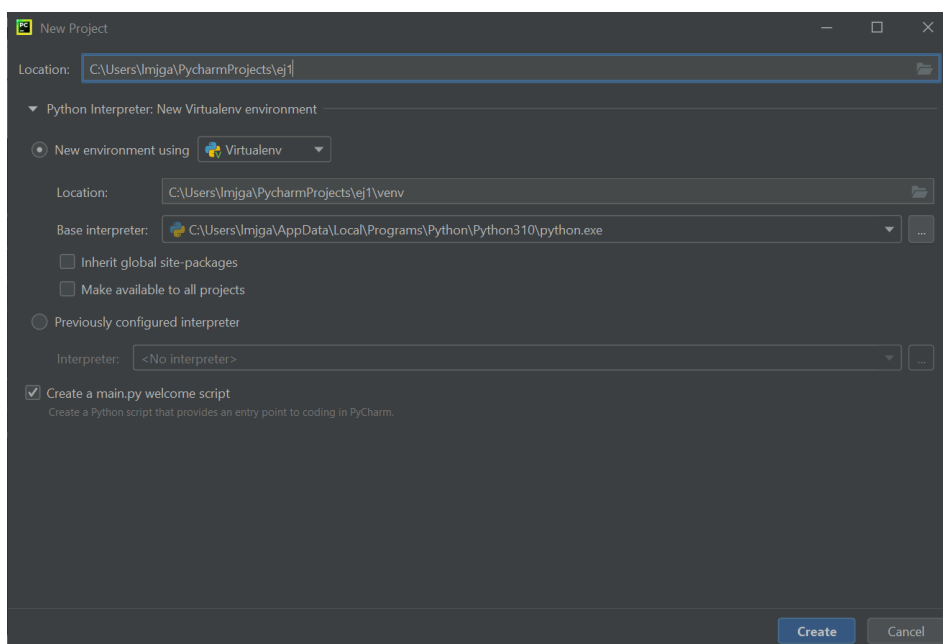 PC New Project
Location: C:\Users\lmjga\PycharmProjects\ej1
Python Interpreter: New Virtualenv environment
New environment using Virtualenv
Location: C:\Users\lmjga\PycharmProjects\ej1\venv
Base interpreter: C:\Users\lmjga\AppData\Local\Programs\Python\Python310\python.exe ...
Inherit global site-packages
Make available to all projects
Previously configured interpreter
Interpreter: <No interpreter> ...
Create a main.py welcome script
Create a Python script that provides an entry point to coding in PyCharm.
Create Cancel